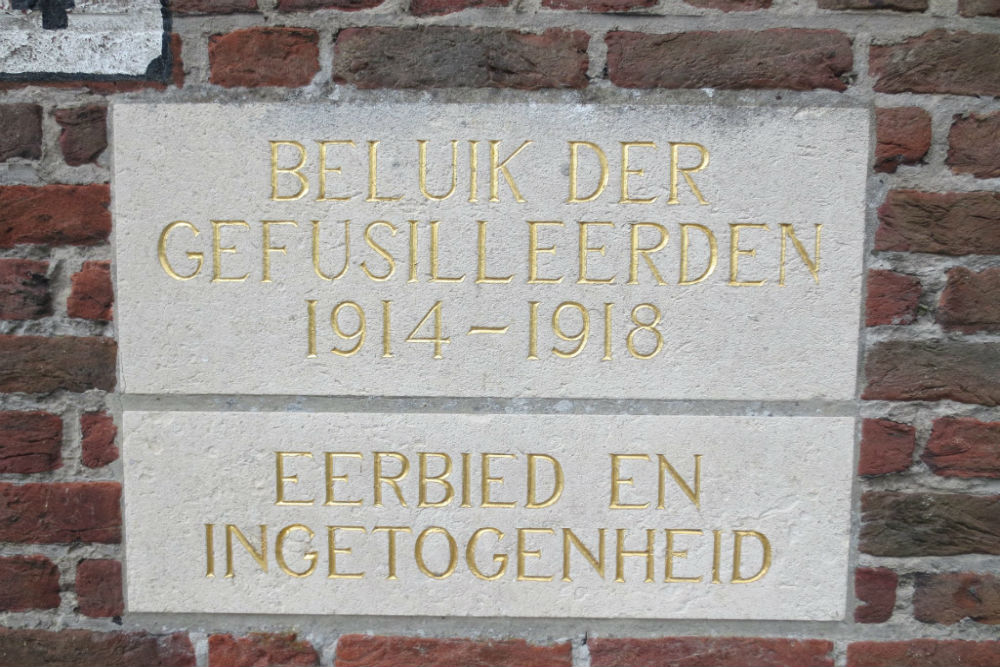 BELUIK DER
GEFUSILLEERDEN
1914-1918
EERBIED EN
INGETOGENHEID